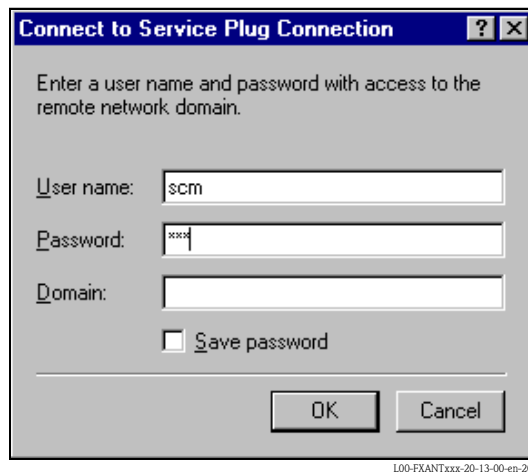 Connect to Service Plug Connection
Enter a user name and password with access to the
remote network domain.
User name: scm
Password: ***
Domain:
Save password
OK Cancel
L00-FXANTxxx-20-13-00-en-2